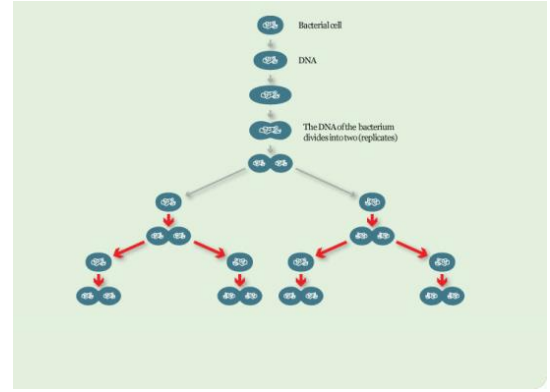 Bacterial cell
DNA
The DNA of the bacterium
divides into two (replicates)